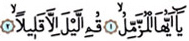 يَٰٓأَيُّهَا ٱلْمُزَّمِّلُ ١ قُمِ ٱلَّيْلَ إِلَّا قَلِيلًا ٢